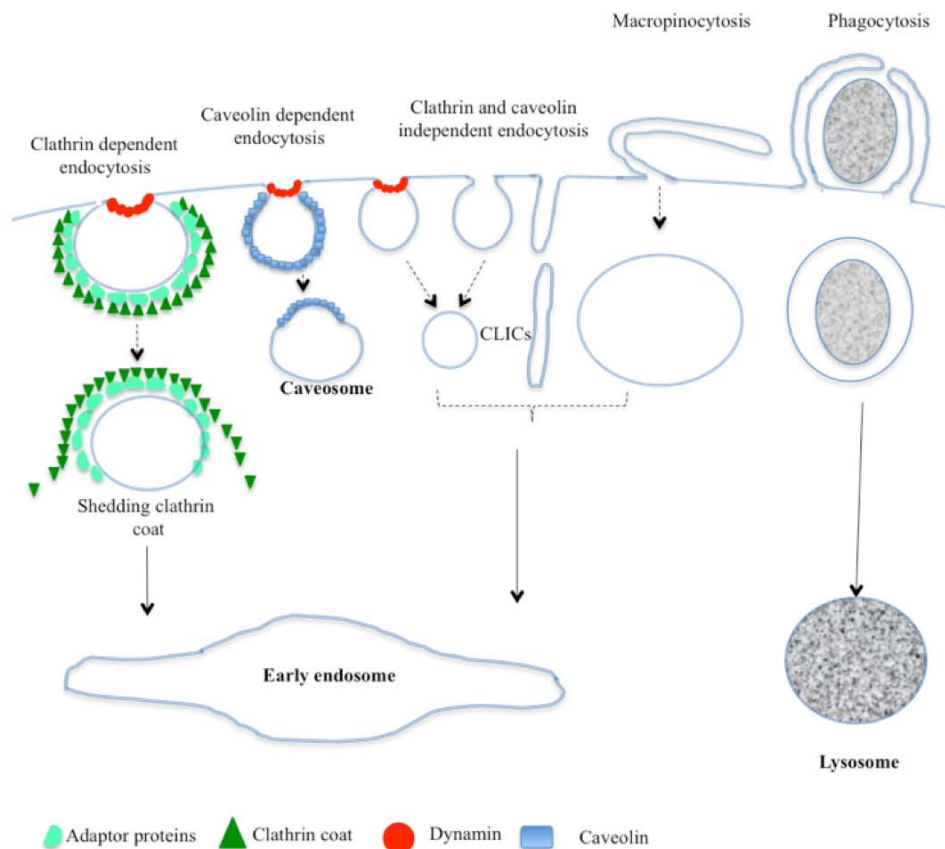 Macropinocytosis
Phagocytosis
Caveolin dependent
endocytosis
Clathrin and caveolin
independent endocytosis
Clathrin dependent
endocytosis
CLICs
Caveosome
Shedding clathrin
coat
Early endosome
Lysosome
Adaptor proteins
Clathrin coat
Dynamin
Caveolin